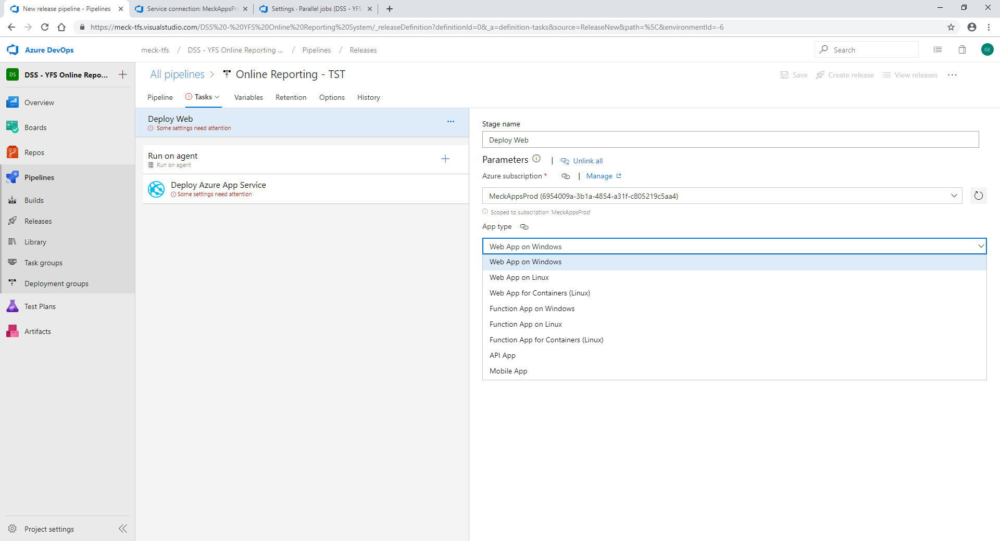 New release pipeline - Pipelines
Service connection: MeckAppsPr
Settings · Parallel jobs (DSS - YFS
https://meck-tfs.visualstudio.com/DSS%20-%20YFS%20Online%20Reporting%20System/_releaseDefinition?definitionId=0&_a=definition-tasks&source=ReleaseNew&path=%5C&environmentId=-6
Azure DevOps
meck-tfs / DSS - YFS Online Reporting ... / Pipelines / Releases
Search
GE
DS
DSS - YFS Online Repo...
All pipelines > Online Reporting - TST
Save
Create release
View releases
Pipeline
Tasks
Variables
Retention
Options
History
Overview
Boards
Repos
Pipelines
Builds
Releases
Library
Task groups
Deployment groups
Test Plans
Artifacts
Project settings
Deploy Web
Some settings need attention
Run on agent
Run on agent
Deploy Azure App Service
Some settings need attention
Stage name
Deploy Web
Parameters | Unlink all
Azure subscription * | Manage
MeckAppsProd (6954009a-3b1a-4854-a31f-c805219c5aa4)
Scoped to subscription 'MeckAppsProd'
App type
Web App on Windows
Web App on Windows
Web App on Linux
Web App for Containers (Linux)
Function App on Windows
Function App on Linux
Function App for Containers (Linux)
API App
Mobile App